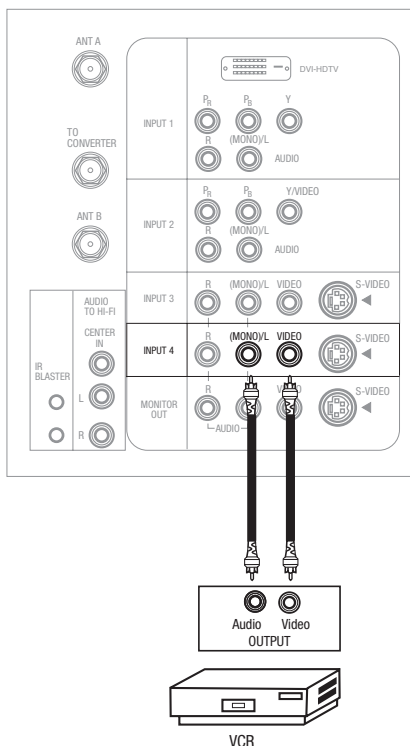 ANT A
TO
CONVERTER
ANT B
DVI-HDTV
PR PB Y
INPUT 1
R (MONO)/L
AUDIO
PR PB Y/VIDEO
INPUT 2
R (MONO)/L
AUDIO
INPUT 3
R (MONO)/L VIDEO
S-VIDEO
INPUT 4
R (MONO)/L VIDEO
S-VIDEO
MONITOR
OUT
R VIDEO
S-VIDEO
AUDIO
AUDIO
TO HI-FI
CENTER
IN
IR
BLASTER
L
R
Audio Video
OUTPUT
VCR